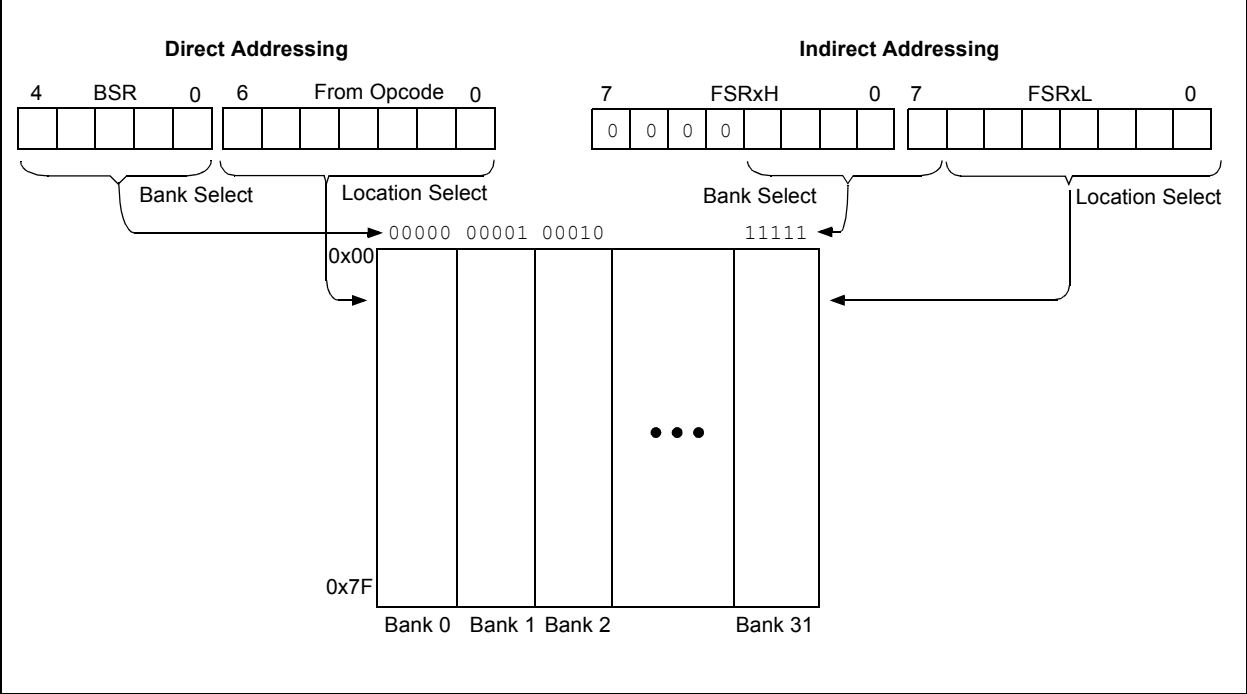 Direct Addressing
Indirect Addressing
4 BSR 0 6 From Opcode 0
7 FSRxH 0 7 FSRxL 0
0 0 0 0
Bank Select
Location Select
Bank Select
Location Select
00000 00001 00010 11111
0x00
0x7F
Bank 0 Bank 1 Bank 2 Bank 31